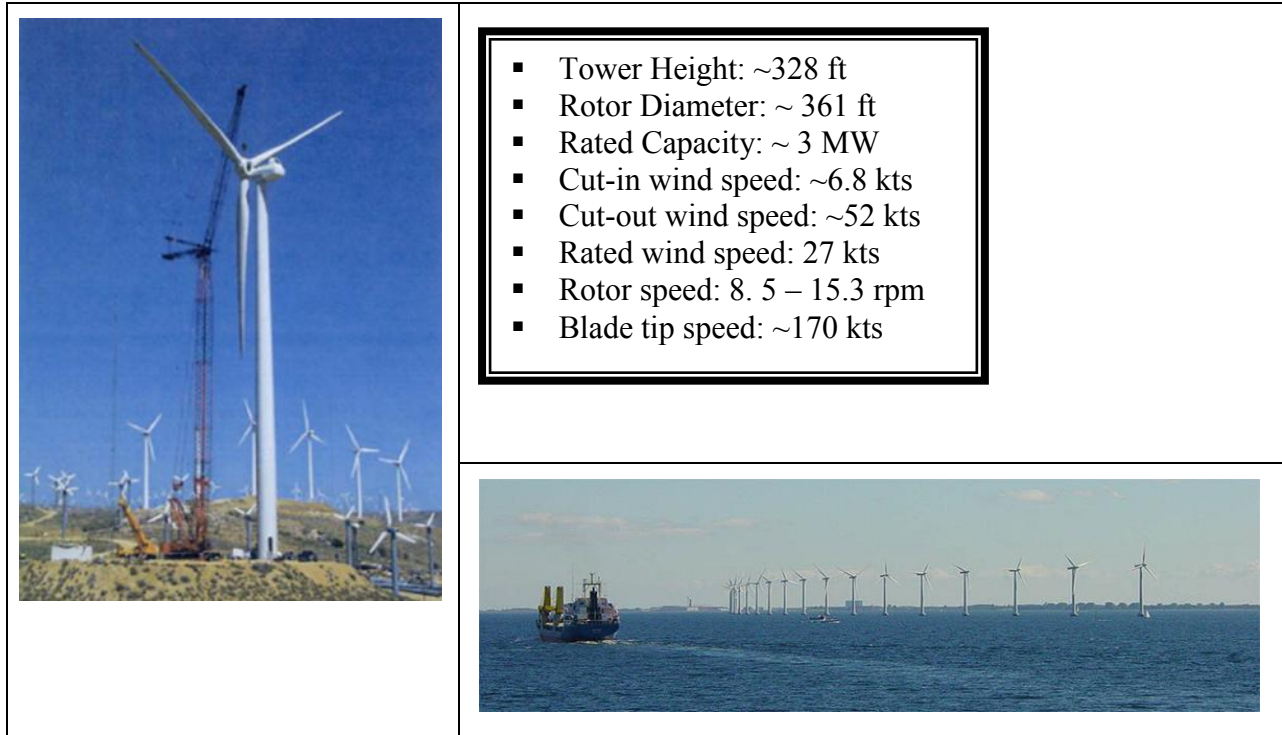 ▪ Tower Height: ~328 ft
▪ Rotor Diameter: ~ 361 ft
▪ Rated Capacity: ~ 3 MW
▪ Cut-in wind speed: ~6.8 kts
▪ Cut-out wind speed: ~52 kts
▪ Rated wind speed: 27 kts
▪ Rotor speed: 8. 5 – 15.3 rpm
▪ Blade tip speed: ~170 kts